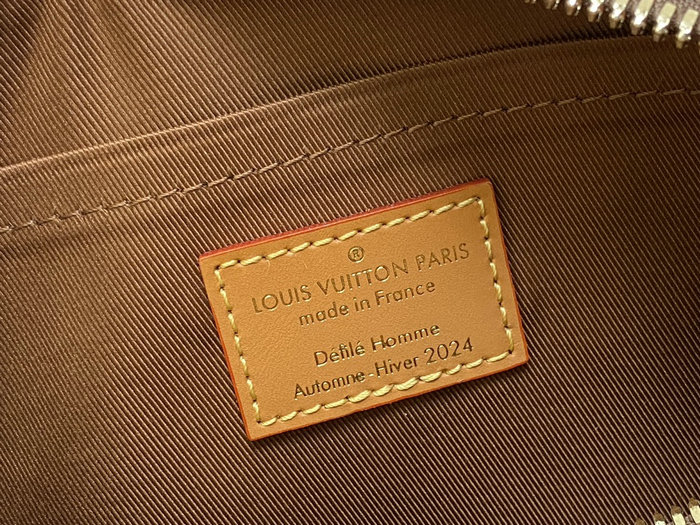 ®
LOUIS VUITTON PARIS
made in France
Défilé Homme
Automne-Hiver 2024